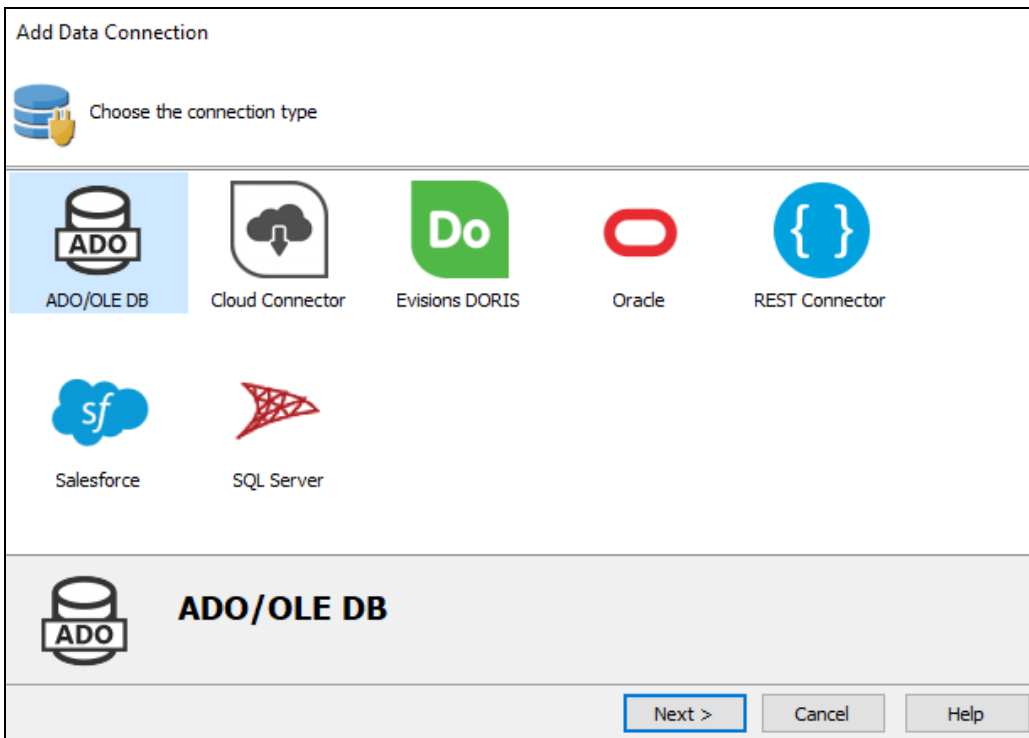 Add Data Connection
Choose the connection type
ADO
Do
{ }
ADO/OLE DB
Cloud Connector
Evisions DORIS
Oracle
REST Connector
sf
Salesforce
SQL Server
ADO
ADO/OLE DB
Next >
Cancel
Help